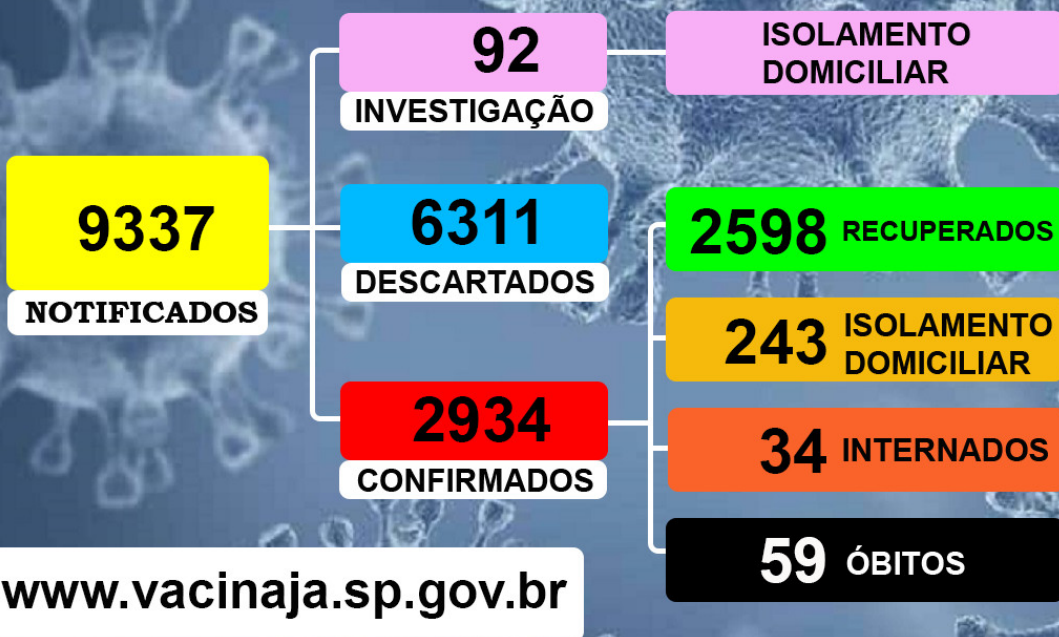 9337
NOTIFICADOS
92
INVESTIGAÇÃO
ISOLAMENTO
DOMICILIAR
6311
DESCARTADOS
2934
CONFIRMADOS
2598 RECUPERADOS
243 ISOLAMENTO
DOMICILIAR
34 INTERNADOS
59 ÓBITOS
www.vacinaja.sp.gov.br